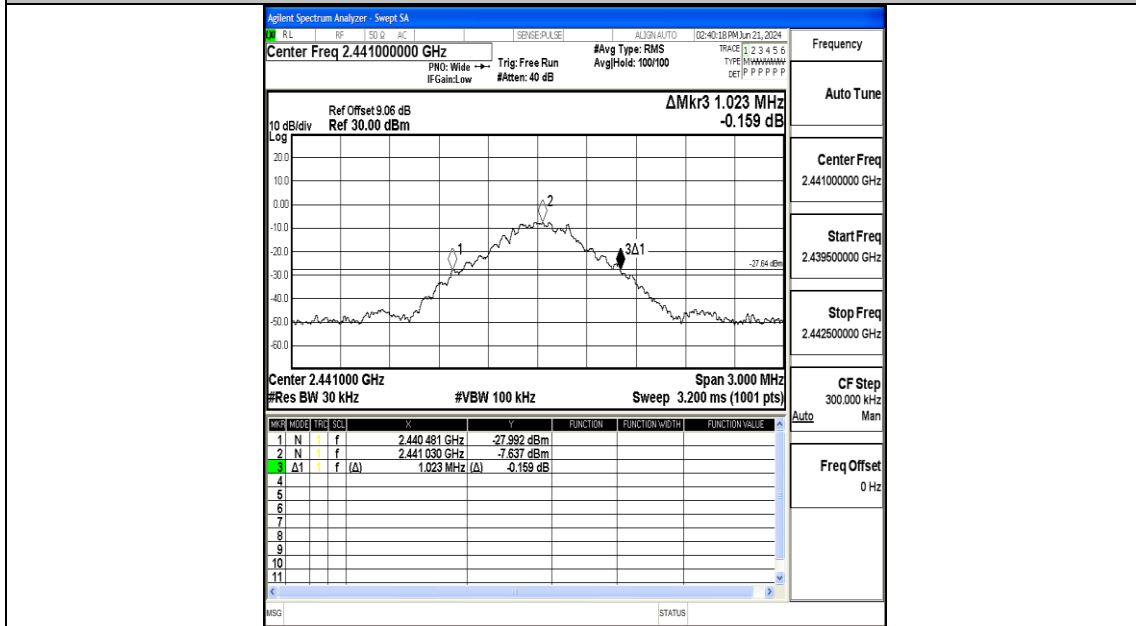 Agilent Spectrum Analyzer - Swept SA
RL RF 50 Ω AC SENSE:PULSE ALIGN AUTO 02:40:18 PM Jun 21, 2024
Center Freq 2.441000000 GHz
PNO: Wide
IFGain:Low
Trig: Free Run
#Atten: 40 dB
#Avg Type: RMS
Avg|Hold: 100/100
TRACE 1 2 3 4 5 6
TYPE MWWWWW
DET P P P P P P
Frequency
Auto Tune
Center Freq
2.441000000 GHz
Start Freq
2.439500000 GHz
Stop Freq
2.442500000 GHz
CF Step
300.000 kHz
Auto Man
Freq Offset
0 Hz
ΔMkr3 1.023 MHz
-0.159 dB
Ref Offset 9.06 dB
10 dB/div Ref 30.00 dBm
Log
20.0
10.0
0.00
-10.0
-20.0
-30.0
-40.0
-50.0
-60.0
1
2
3Δ1
-27.64 dBm
Center 2.441000 GHz Span 3.000 MHz
#Res BW 30 kHz #VBW 100 kHz Sweep 3.200 ms (1001 pts)
MKR MODE TRC SCL X Y FUNCTION FUNCTION WIDTH FUNCTION VALUE
1 N 1 f 2.440 481 GHz -27.992 dBm
2 N 1 f 2.441 030 GHz -7.637 dBm
3 Δ1 1 f (Δ) 1.023 MHz (Δ) -0.159 dB
4
5
6
7
8
9
10
11
MSG STATUS